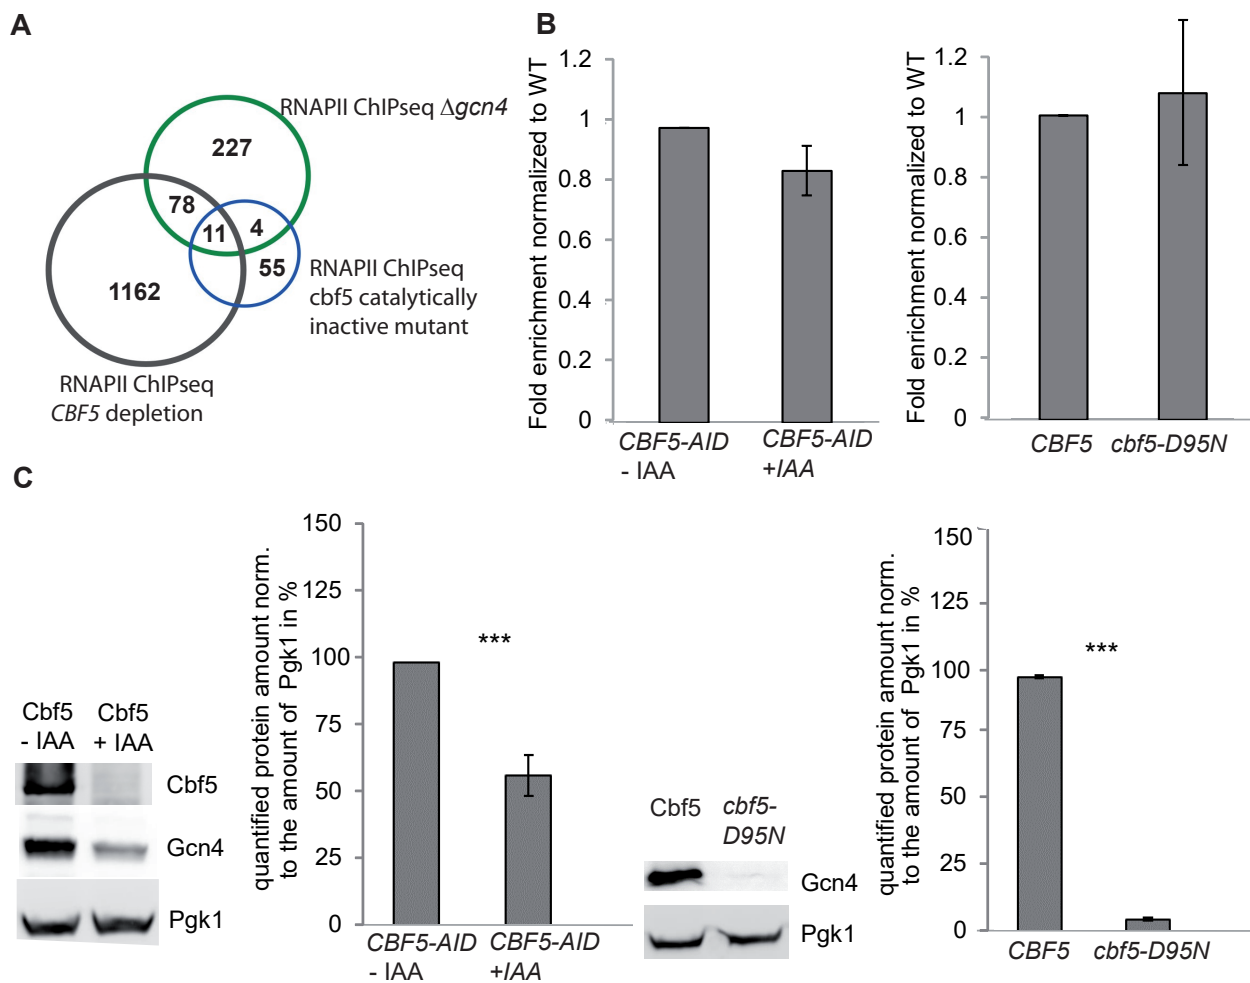 A
RNAPII ChIPseq Δgcn4
227
78
11
4
55
1162
RNAPII ChIPseq
cbf5 catalytically
inactive mutant
RNAPII ChIPseq
CBF5 depletion
B
Fold enrichment normalized to WT
1.2
1
0.8
0.6
0.4
0.2
0
CBF5-AID
- IAA
CBF5-AID
+IAA
Fold enrichment normalized to WT
1.2
1
0.8
0.6
0.4
0.2
0
CBF5
cbf5-D95N
C
Cbf5
- IAA
Cbf5
+ IAA
Cbf5
Gcn4
Pgk1
quantified protein amount norm.
to the amount of Pgk1 in %
150
125
100
75
50
25
0
***
CBF5-AID
- IAA
CBF5-AID
+IAA
Cbf5
cbf5-
D95N
Gcn4
Pgk1
quantified protein amount norm.
to the amount of Pgk1 in %
150
125
100
75
50
25
0
***
CBF5
cbf5-D95N